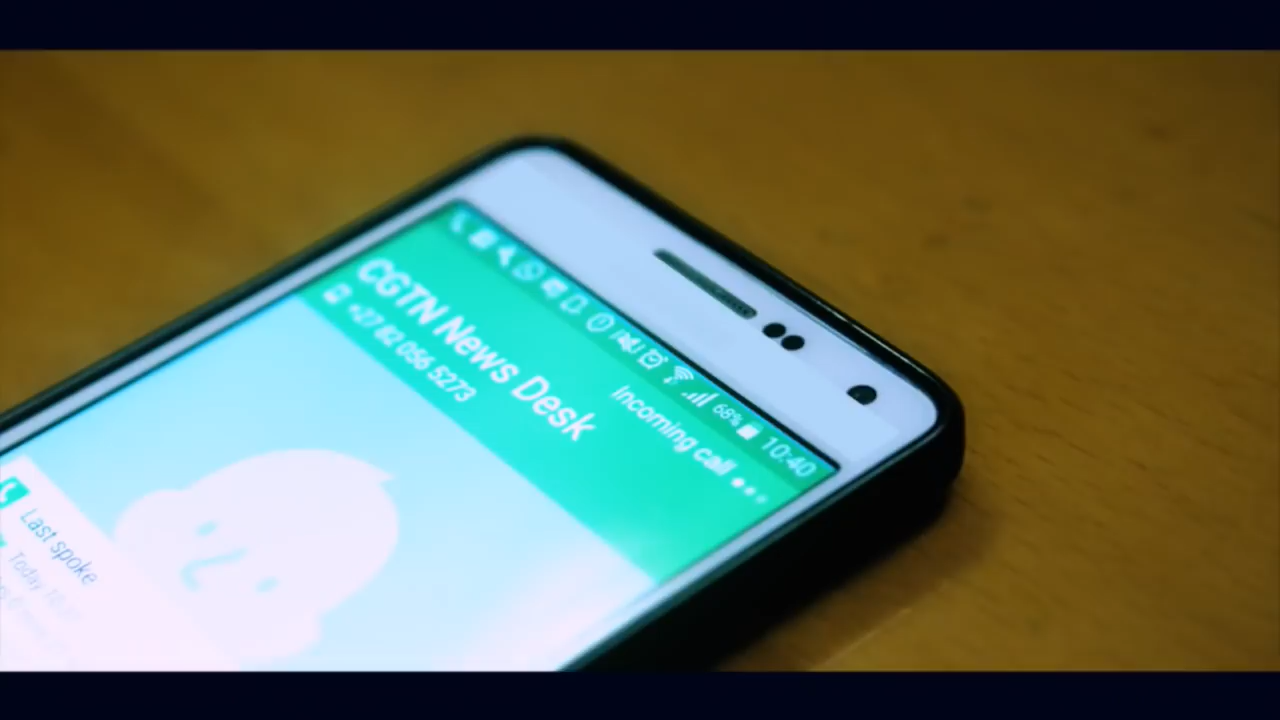 68% 10:40
Incoming call
CGTN News Desk
+27 82 056 5273
Last spoke
Today